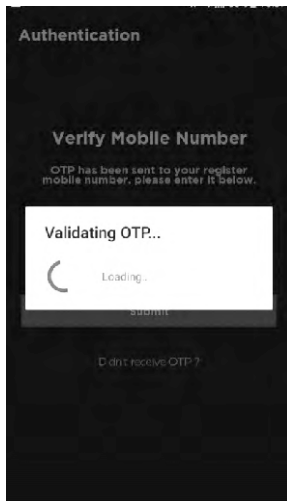 Authentication
Verify Mobile Number
OTP has been sent to your register
mobile number, please enter it below.
Validating OTP...
Loading..
Submit
Didn't receive OTP ?